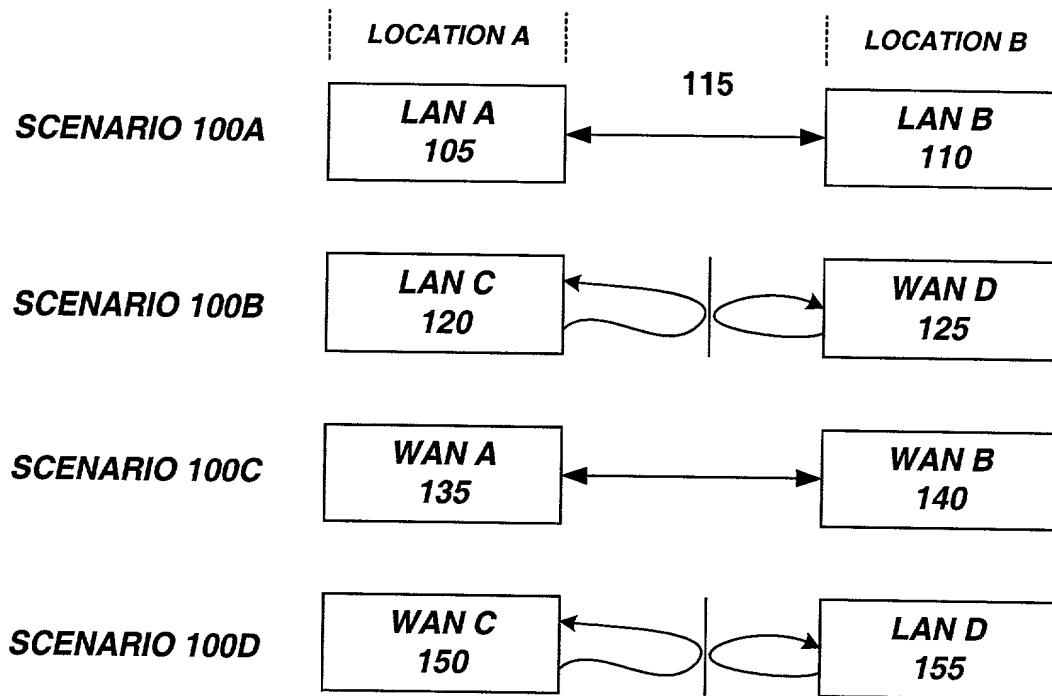 LOCATION A
LOCATION B
115
SCENARIO 100A
LAN A
105
LAN B
110
SCENARIO 100B
LAN C
120
WAN D
125
SCENARIO 100C
WAN A
135
WAN B
140
SCENARIO 100D
WAN C
150
LAN D
155